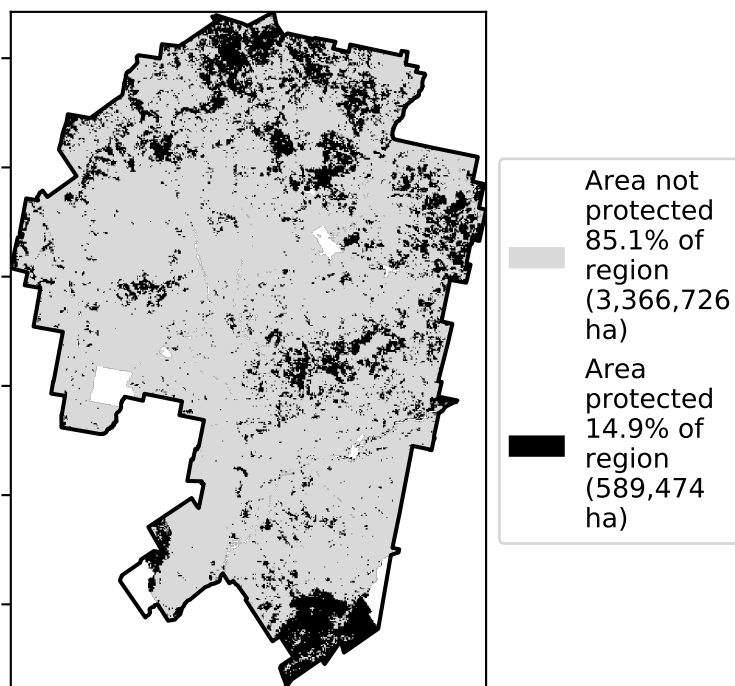 Area not
protected
85.1% of
region
(3,366,726
ha)
Area
protected
14.9% of
region
(589,474
ha)